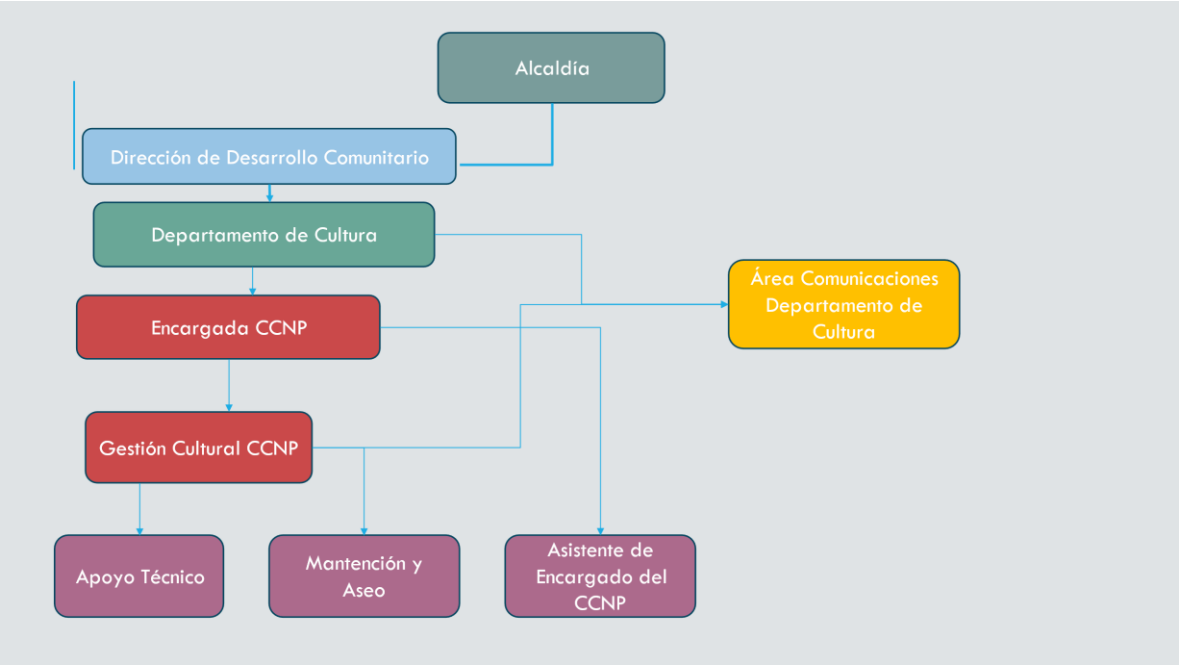 Alcaldía
Dirección de Desarrollo Comunitario
Departamento de Cultura
Área Comunicaciones
Departamento de
Cultura
Encargada CCNP
Gestión Cultural CCNP
Apoyo Técnico
Mantención y
Aseo
Asistente de
Encargado del
CCNP